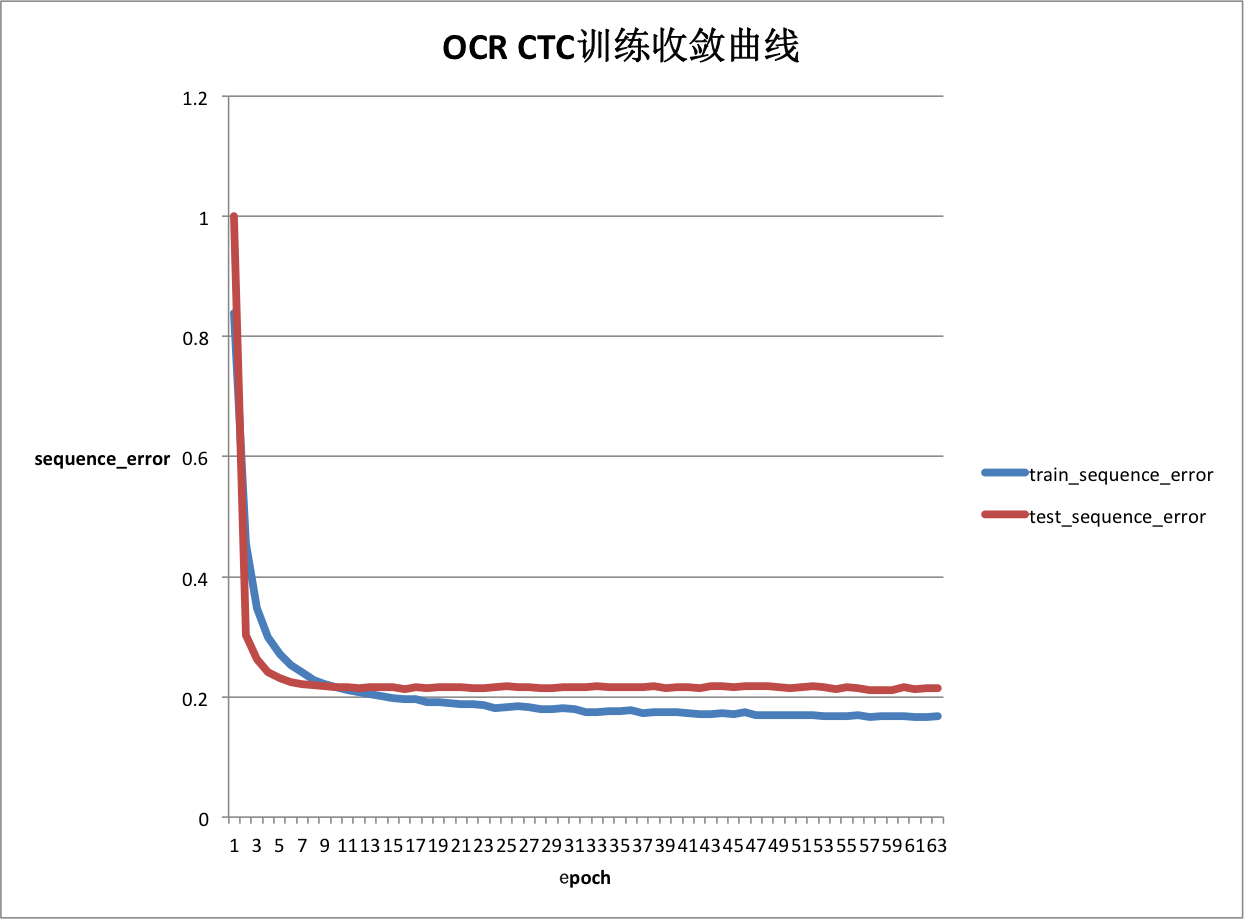 OCR CTC训练收敛曲线
1.2
1
0.8
sequence_error 0.6
0.4
0.2
0
train_sequence_error
test_sequence_error
1 3 5 7 9 11 13 15 17 19 21 23 25 27 29 31 33 35 37 39 41 43 45 47 49 51 53 55 57 59 61 63
epoch